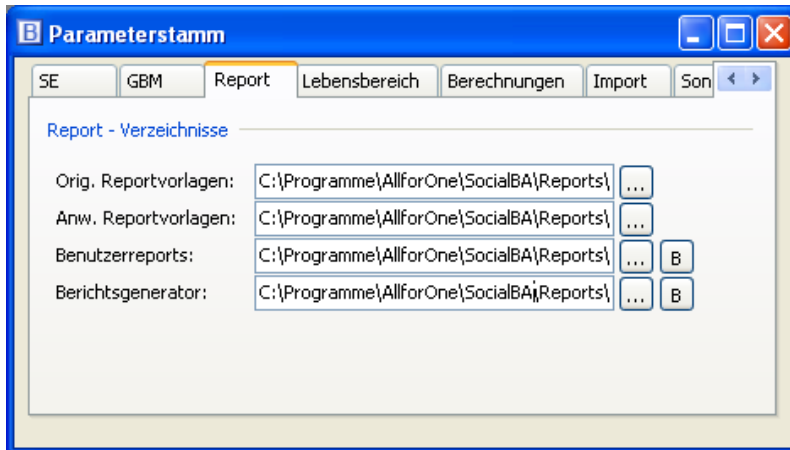 B Parameterstamm
SE GBM Report Lebensbereich Berechnungen Import Son
Report - Verzeichnisse
Orig. Reportvorlagen: C:\Programme\AllforOne\SocialBA\Reports\ ...
Anw. Reportvorlagen: C:\Programme\AllforOne\SocialBA\Reports\ ...
Benutzerreports: C:\Programme\AllforOne\SocialBA\Reports\ ... B
Berichtsgenerator: C:\Programme\AllforOne\SocialBA\Reports\ ... B